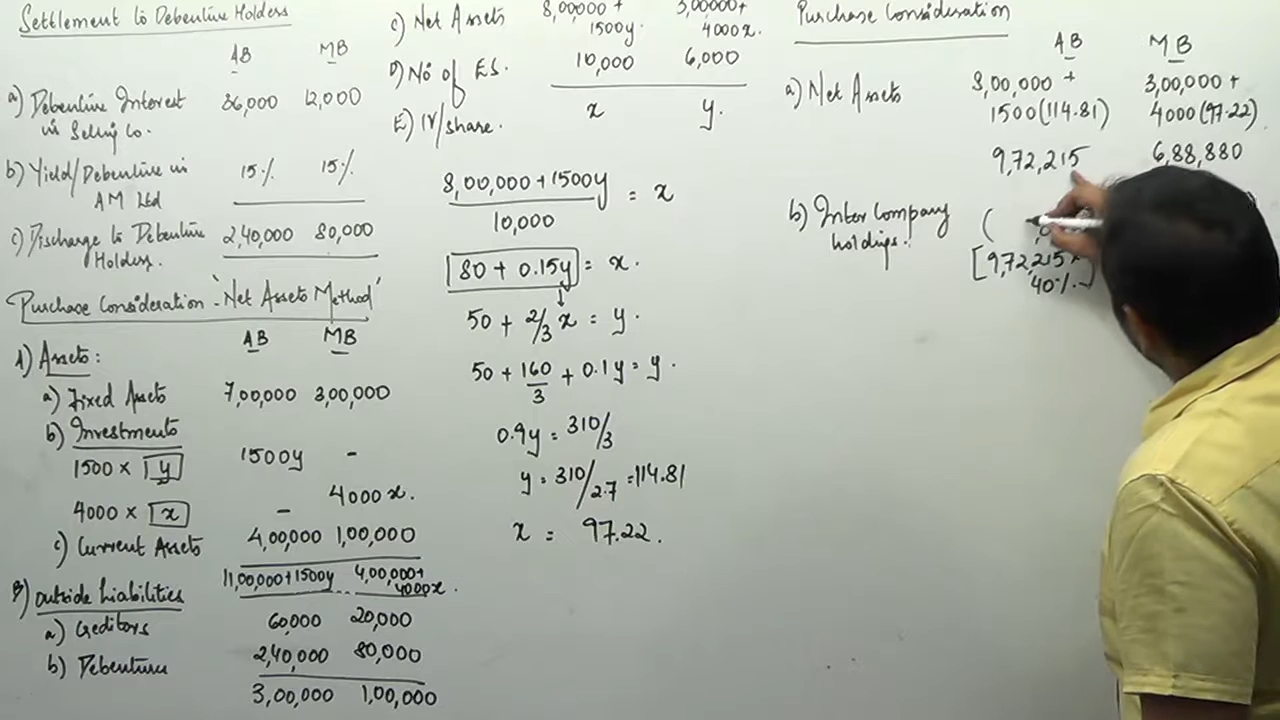 Settlement to Debenture Holders
AB MB
a) Debenture Interest 36,000 12,000
in Selling Co.
b) Yield/Debenture in 15% 15%
AM Ltd
c) Discharge to Debenture 2,40,000 80,000
Holders.
Purchase Consideration - 'Net Assets Method'
AB MB
A) Assets:
a) Fixed Assets 7,00,000 3,00,000
b) Investments
1500 × y 1500y -
4000 × x - 4000x.
c) Current Assets 4,00,000 1,00,000
11,00,000+1500y 4,00,000+
4000x.
B) Outside Liabilities
a) Creditors 60,000 20,000
b) Debenture 2,40,000 80,000
3,00,000 1,00,000
C) Net Assets 8,00,000+ 3,00,000+
1500y. 4000x.
D) No of ES. 10,000 6,000
E) IV/share. x y.
8,00,000+1500y = x
10,000
80 + 0.15y = x.
50 + 2/3 x = y.
50 + 160/3 + 0.1y = y.
0.9y = 310/3
y = 310/2.7 = 114.81
x = 97.22.
Purchase Consideration
AB MB
a) Net Assets 8,00,000 + 3,00,000 +
1500(114.81) 4000(97.22).
9,72,215 6,88,880
b) Inter Company (
holdings.
[9,72,215
40%]